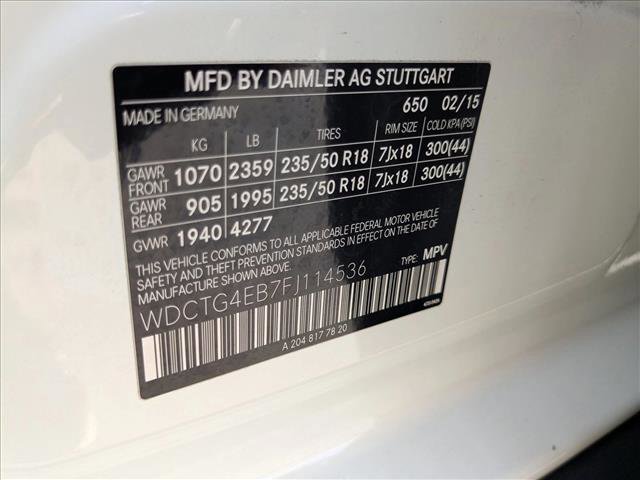 MFD BY DAIMLER AG STUTTGART
MADE IN GERMANY 650 02/15
KG LB TIRES RIM SIZE COLD KPA(PSI)
GAWR FRONT 1070 2359 235/50 R18 7Jx18 300(44)
GAWR REAR 905 1995 235/50 R18 7Jx18 300(44)
GVWR 1940 4277
THIS VEHICLE CONFORMS TO ALL APPLICABLE FEDERAL MOTOR VEHICLE
SAFETY AND THEFT PREVENTION STANDARDS IN EFFECT ON THE DATE OF
MANUFACTURE SHOWN ABOVE. TYPE: MPV
WDCTG4EB7FJ114536
A 204 817 78 20